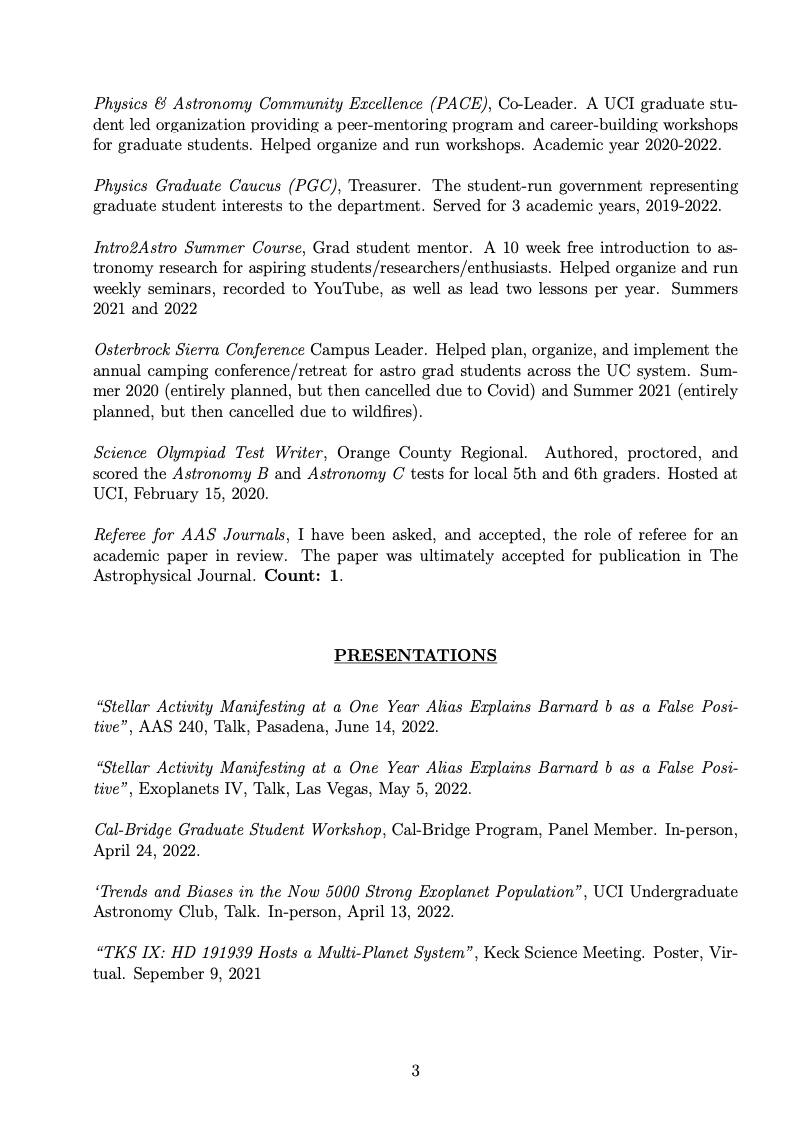 Physics & Astronomy Community Excellence (PACE), Co-Leader. A UCI graduate stu-
dent led organization providing a peer-mentoring program and career-building workshops
for graduate students. Helped organize and run workshops. Academic year 2020-2022.
Physics Graduate Caucus (PGC), Treasurer. The student-run government representing
graduate student interests to the department. Served for 3 academic years, 2019-2022.
Intro2Astro Summer Course, Grad student mentor. A 10 week free introduction to as-
tronomy research for aspiring students/researchers/enthusiasts. Helped organize and run
weekly seminars, recorded to YouTube, as well as lead two lessons per year. Summers
2021 and 2022
Osterbrock Sierra Conference Campus Leader. Helped plan, organize, and implement the
annual camping conference/retreat for astro grad students across the UC system. Sum-
mer 2020 (entirely planned, but then cancelled due to Covid) and Summer 2021 (entirely
planned, but then cancelled due to wildfires).
Science Olympiad Test Writer, Orange County Regional. Authored, proctored, and
scored the Astronomy B and Astronomy C tests for local 5th and 6th graders. Hosted at
UCI, February 15, 2020.
Referee for AAS Journals, I have been asked, and accepted, the role of referee for an
academic paper in review. The paper was ultimately accepted for publication in The
Astrophysical Journal. Count: 1.
PRESENTATIONS
“Stellar Activity Manifesting at a One Year Alias Explains Barnard b as a False Posi-
tive”, AAS 240, Talk, Pasadena, June 14, 2022.
“Stellar Activity Manifesting at a One Year Alias Explains Barnard b as a False Posi-
tive”, Exoplanets IV, Talk, Las Vegas, May 5, 2022.
Cal-Bridge Graduate Student Workshop, Cal-Bridge Program, Panel Member. In-person,
April 24, 2022.
‘Trends and Biases in the Now 5000 Strong Exoplanet Population”, UCI Undergraduate
Astronomy Club, Talk. In-person, April 13, 2022.
“TKS IX: HD 191939 Hosts a Multi-Planet System”, Keck Science Meeting. Poster, Vir-
tual. Sepember 9, 2021
3